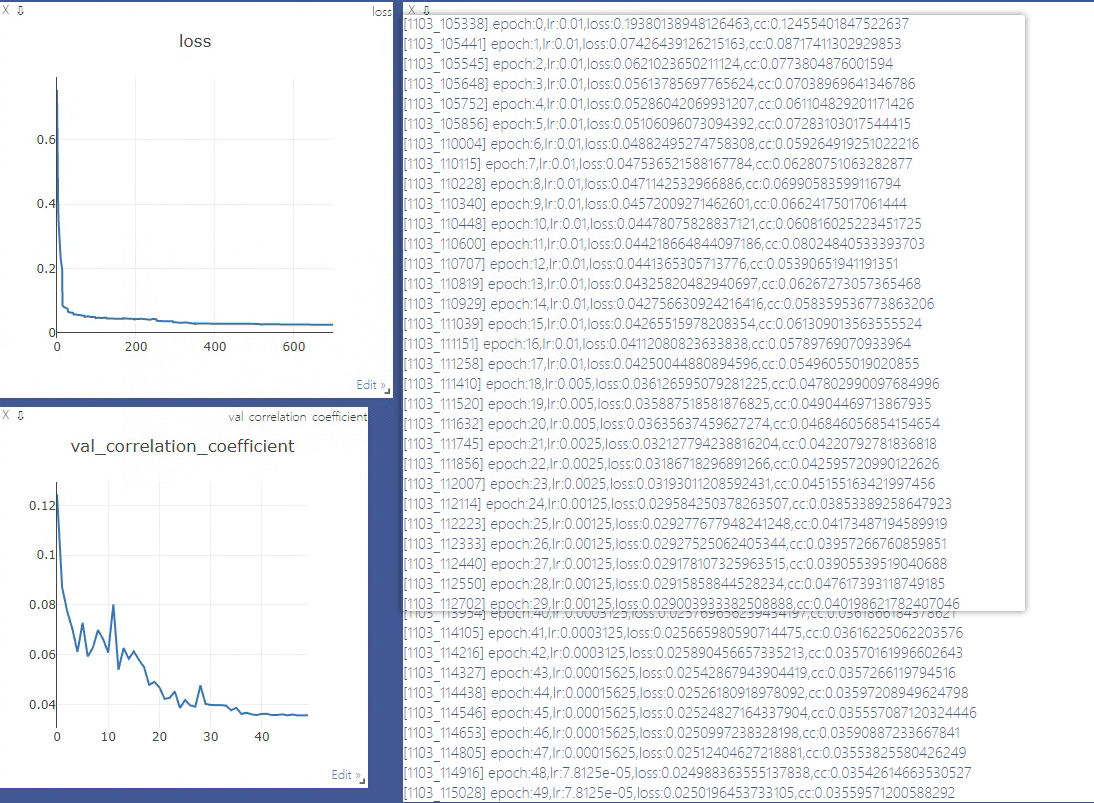 X ⇩
loss
loss
0.6
0.4
0.2
0
0
200
400
600
Edit »
X ⇩
val correlation coefficient
val_correlation_coefficient
0.12
0.1
0.08
0.06
0.04
0
10
20
30
40
Edit »
X ⇩
[1103_105338] epoch:0,lr:0.01,loss:0.19380138948126463,cc:0.12455401847522637
[1103_105441] epoch:1,lr:0.01,loss:0.07426439126215163,cc:0.08717411302929853
[1103_105545] epoch:2,lr:0.01,loss:0.0621023650211124,cc:0.0773804876001594
[1103_105648] epoch:3,lr:0.01,loss:0.05613785697765624,cc:0.07038969641346786
[1103_105752] epoch:4,lr:0.01,loss:0.05286042069931207,cc:0.061104829201171426
[1103_105856] epoch:5,lr:0.01,loss:0.05106096073094392,cc:0.07283103017544415
[1103_110004] epoch:6,lr:0.01,loss:0.04882495274758308,cc:0.059264919251022216
[1103_110115] epoch:7,lr:0.01,loss:0.047536521588167784,cc:0.06280751063282877
[1103_110228] epoch:8,lr:0.01,loss:0.0471142532966886,cc:0.06990583599116794
[1103_110340] epoch:9,lr:0.01,loss:0.04572009271462601,cc:0.06624175017061444
[1103_110448] epoch:10,lr:0.01,loss:0.04478075828837121,cc:0.060816025223451725
[1103_110600] epoch:11,lr:0.01,loss:0.044218664844097186,cc:0.08024840533393703
[1103_110707] epoch:12,lr:0.01,loss:0.0441365305713776,cc:0.05390651941191351
[1103_110819] epoch:13,lr:0.01,loss:0.04325820482940697,cc:0.06267273057365468
[1103_110929] epoch:14,lr:0.01,loss:0.042756630924216416,cc:0.058359536773863206
[1103_111039] epoch:15,lr:0.01,loss:0.04265515978208354,cc:0.061309013563555524
[1103_111151] epoch:16,lr:0.01,loss:0.04112080823633838,cc:0.05789769070933964
[1103_111258] epoch:17,lr:0.01,loss:0.04250044880894596,cc:0.05496055019020855
[1103_111410] epoch:18,lr:0.005,loss:0.036126595079281225,cc:0.047802990097684996
[1103_111520] epoch:19,lr:0.005,loss:0.035887518581876825,cc:0.04904469713867935
[1103_111632] epoch:20,lr:0.005,loss:0.03635637459627274,cc:0.046846056854154654
[1103_111745] epoch:21,lr:0.0025,loss:0.032127794238816204,cc:0.04220792781836818
[1103_111856] epoch:22,lr:0.0025,loss:0.03186718296891266,cc:0.042595720990122626
[1103_112007] epoch:23,lr:0.0025,loss:0.03193011208592431,cc:0.045155163421997456
[1103_112114] epoch:24,lr:0.00125,loss:0.029584250378263507,cc:0.03853389258647923
[1103_112223] epoch:25,lr:0.00125,loss:0.029277677948241248,cc:0.04173487194589919
[1103_112333] epoch:26,lr:0.00125,loss:0.02927525062405344,cc:0.03957266760859851
[1103_112440] epoch:27,lr:0.00125,loss:0.029178107325963515,cc:0.03905539519040688
[1103_112550] epoch:28,lr:0.00125,loss:0.02915858844528234,cc:0.047617393118749185
[1103_112702] epoch:29,lr:0.00125,loss:0.029003933382508888,cc:0.040198621782407046
[1103_114105] epoch:41,lr:0.0003125,loss:0.025665980590714475,cc:0.03616225062203576
[1103_114216] epoch:42,lr:0.0003125,loss:0.025890456657335213,cc:0.03570161996602643
[1103_114327] epoch:43,lr:0.00015625,loss:0.02542867943904419,cc:0.0357266119794516
[1103_114438] epoch:44,lr:0.00015625,loss:0.02526180918978092,cc:0.03597208949624798
[1103_114546] epoch:45,lr:0.00015625,loss:0.02524827164337904,cc:0.035557087120324446
[1103_114653] epoch:46,lr:0.00015625,loss:0.0250997238328198,cc:0.03590887233667841
[1103_114805] epoch:47,lr:0.00015625,loss:0.02512404627218881,cc:0.03553825580426249
[1103_114916] epoch:48,lr:7.8125e-05,loss:0.024988363555137838,cc:0.03542614663530527
[1103_115028] epoch:49,lr:7.8125e-05,loss:0.0250196453733105,cc:0.03559571200588292